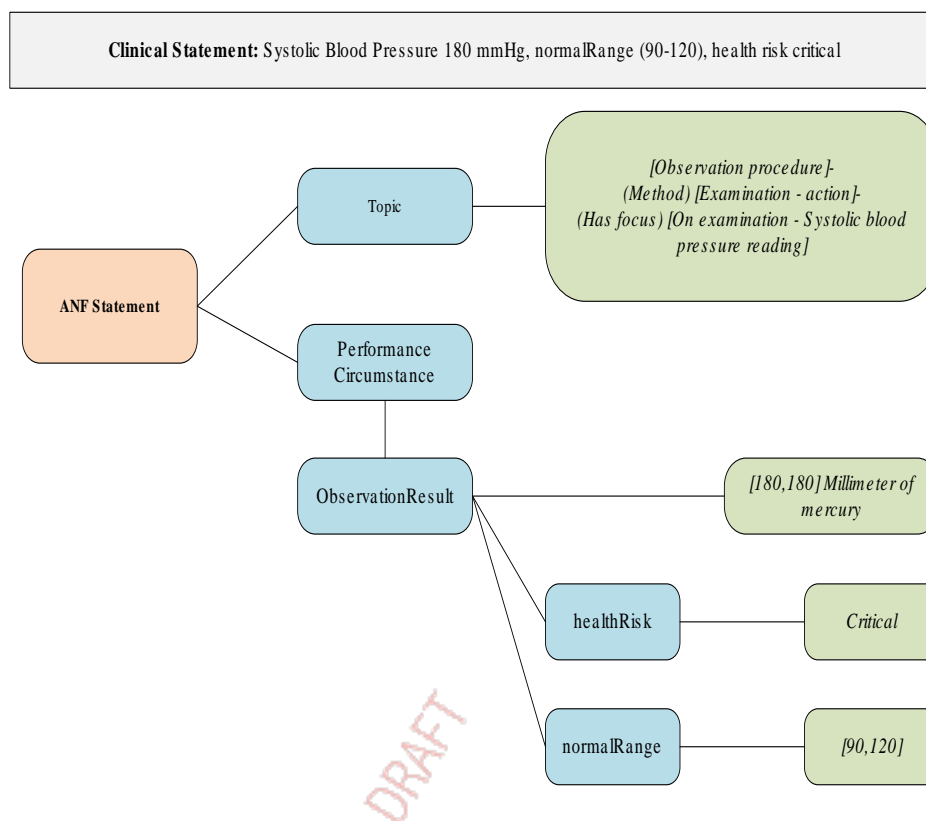 Clinical Statement: Systolic Blood Pressure 180 mmHg, normalRange (90-120), health risk critical
[Observation procedure]-
(Method) [Examination - action]-
(Has focus) [On examination - Systolic blood
pressure reading]
Topic
ANF Statement
Performance
Circumstance
ObservationResult
[180,180] Millimeter of
mercury
healthRisk
Critical
normalRange
[90,120]
DRAFT